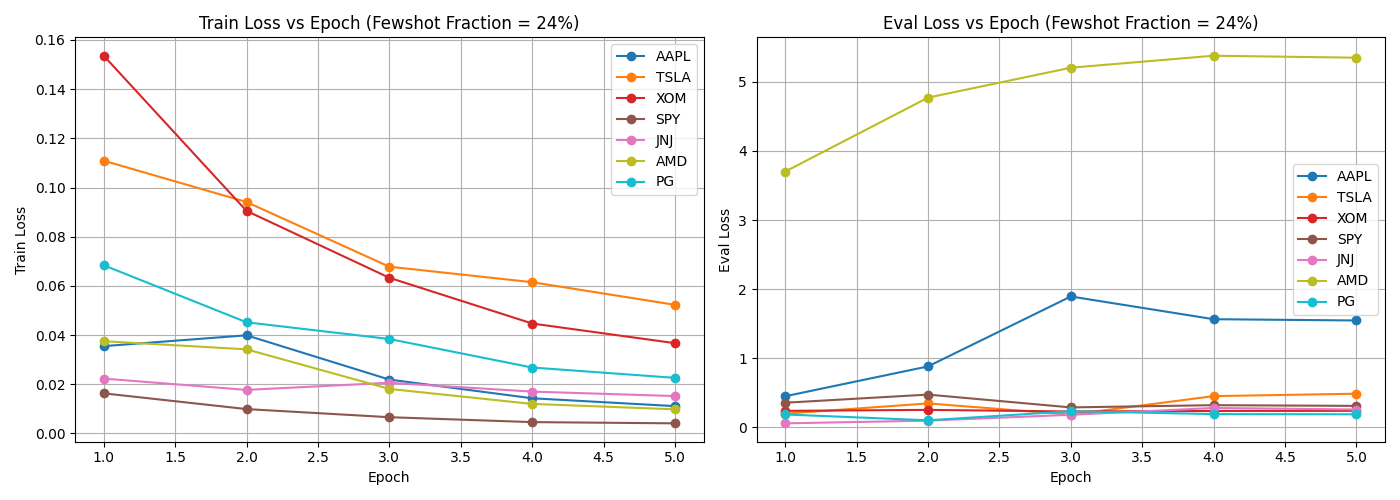 Train Loss vs Epoch (Fewshot Fraction = 24%)
Train Loss
0.16
0.14
0.12
0.10
0.08
0.06
0.04
0.02
0.00
1.0 1.5 2.0 2.5 3.0 3.5 4.0 4.5 5.0
Epoch
AAPL
TSLA
XOM
SPY
JNJ
AMD
PG
Eval Loss vs Epoch (Fewshot Fraction = 24%)
Eval Loss
5
4
3
2
1
0
1.0 1.5 2.0 2.5 3.0 3.5 4.0 4.5 5.0
Epoch
AAPL
TSLA
XOM
SPY
JNJ
AMD
PG